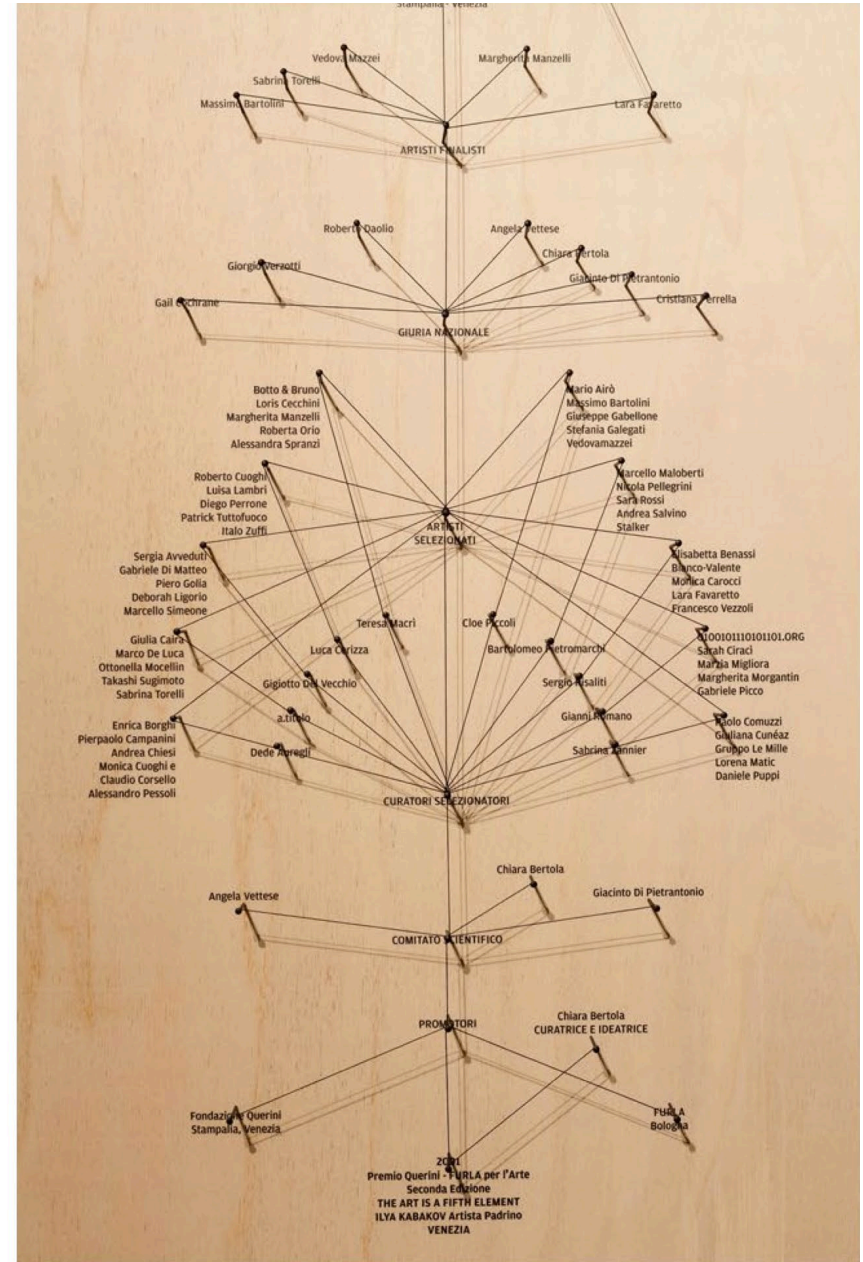 Stampalia - Venezia
Vedova Mazzei
Margherita Manzelli
Sabrina Torelli
Massimo Bartolini
Lara Favaretto
ARTISTI FINALISTI
Roberto Daolio
Angela Vettese
Chiara Bertola
Giorgio Verzotti
Giacinto Di Pietrantonio
Gail Cochrane
Cristiana Perrella
GIURIA NAZIONALE
Botto & Bruno
Loris Cecchini
Margherita Manzelli
Roberta Orio
Alessandra Spranzi
Mario Airò
Massimo Bartolini
Giuseppe Gabellone
Stefania Galegati
Vedovamazzei
Roberto Cuoghi
Luisa Lambri
Diego Perrone
Patrick Tuttofuoco
Italo Zuffi
Marcello Maloberti
Nicola Pellegrini
Sara Rossi
Andrea Salvino
Stalker
ARTISTI
SELEZIONATI
Sergia Avveduti
Gabriele Di Matteo
Piero Golia
Deborah Ligorio
Marcello Simeone
Elisabetta Benassi
Bianco-Valente
Monica Carocci
Lara Favaretto
Francesco Vezzoli
Teresa Macrì
Cloe Piccoli
Luca Cerizza
Bartolomeo Pietromarchi
Giulia Caira
Marco De Luca
Ottonella Mocellin
Takashi Sugimoto
Sabrina Torelli
0100101110101101.ORG
Sarah Ciracì
Marzia Migliora
Margherita Morgantin
Gabriele Picco
Gigiotto Del Vecchio
Sergio Risaliti
a.titolo
Gianni Romano
Enrica Borghi
Pierpaolo Campanini
Andrea Chiesi
Monica Cuoghi e
Claudio Corsello
Alessandro Pessoli
Paolo Comuzzi
Giuliana Cunéaz
Gruppo Le Mille
Lorena Matic
Daniele Puppi
Dede Auregli
Sabrina Zannier
CURATORI SELEZIONATORI
Chiara Bertola
Angela Vettese
Giacinto Di Pietrantonio
COMITATO SCIENTIFICO
Chiara Bertola
CURATRICE E IDEATRICE
PROMOTORI
Fondazione Querini
Stampalia, Venezia
FURLA
Bologna
2001
Premio Querini - FURLA per l'Arte
Seconda Edizione
THE ART IS A FIFTH ELEMENT
ILYA KABAKOV Artista Padrino
VENEZIA